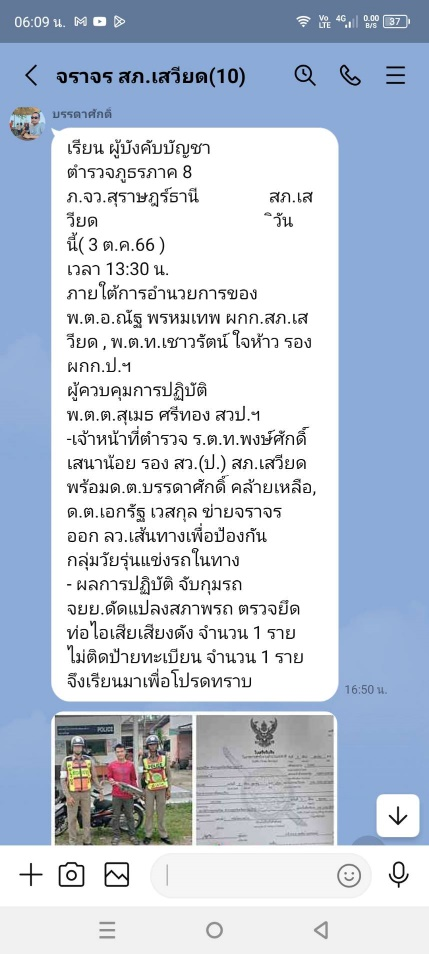 06:09 น.
Vo LTE 4G 0.00 B/S 37
จราจร สภ.เสวียด(10)
บรรดาศักดิ์
เรียน ผู้บังคับบัญชา
ตำรวจภูธรภาค 8
ภ.จว.สุราษฎร์ธานี สภ.เส
วียด ิวัน
นี้( 3 ต.ค.66 )
เวลา 13:30 น.
ภายใต้การอำนวยการของ
พ.ต.อ.ณัฐ พรหมเทพ ผกก.สภ.เส
วียด , พ.ต.ท.เชาวรัตน์ ใจห้าว รอง
ผกก.ป.ฯ
ผู้ควบคุมการปฏิบัติ
พ.ต.ต.สุเมธ ศรีทอง สวป.ฯ
-เจ้าหน้าที่ตำรวจ ร.ต.ท.พงษ์ศักดิ์
เสนาน้อย รอง สว.(ป.) สภ.เสวียด
พร้อมด.ต.บรรดาศักดิ์ คล้ายเหลือ,
ด.ต.เอกรัฐ เวสกุล ข่ายจราจร
ออก ลว.เส้นทางเพื่อป้องกัน
กลุ่มวัยรุ่นแข่งรถในทาง
- ผลการปฏิบัติ จับกุมรถ
จยย.ดัดแปลงสภาพรถ ตรวจยึด
ท่อไอเสียเสียงดัง จำนวน 1 ราย
ไม่ติดป้ายทะเบียน จำนวน 1 ราย
จึงเรียนมาเพื่อโปรดทราบ
16:50 น.
POLICE